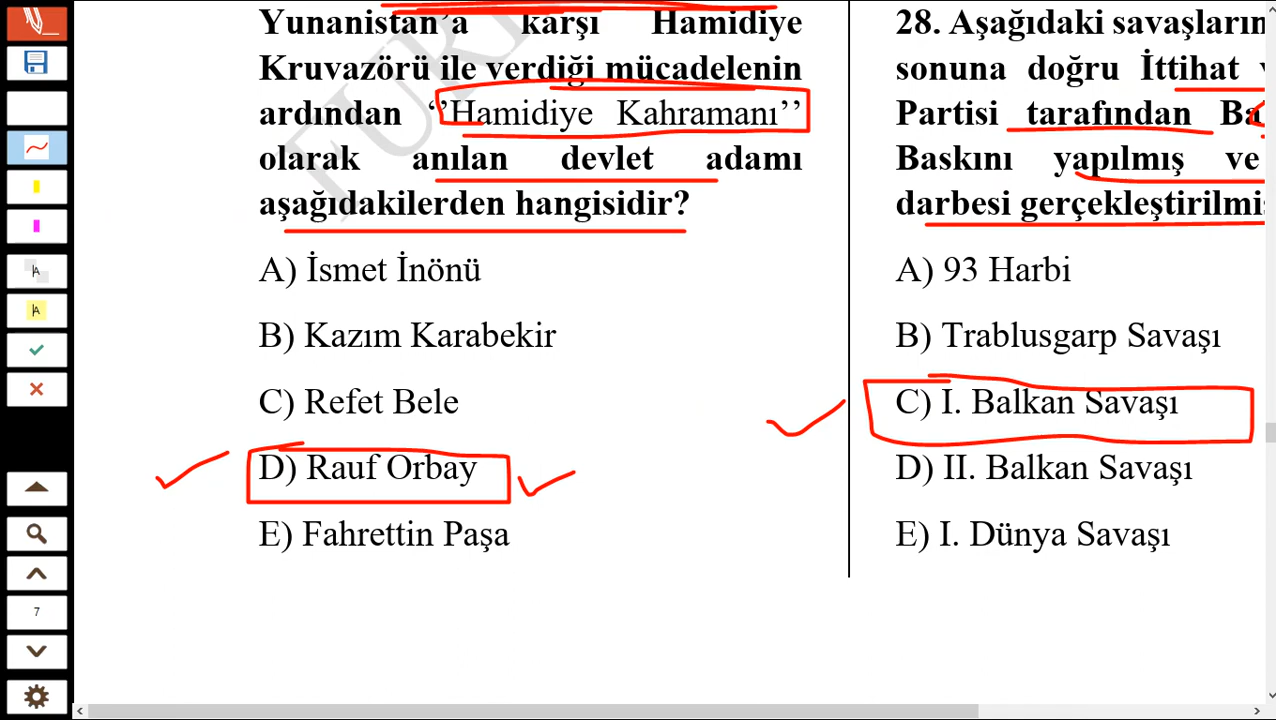 Yunanistan’a karşı Hamidiye
Kruvazörü ile verdiği mücadelenin
ardından ‘’Hamidiye Kahramanı’’
olarak anılan devlet adamı
aşağıdakilerden hangisidir?
A) İsmet İnönü
B) Kazım Karabekir
C) Refet Bele
D) Rauf Orbay
E) Fahrettin Paşa
28. Aşağıdaki savaşların
sonuna doğru İttihat
Partisi tarafından
Baskını yapılmış ve
darbesi gerçekleştirilmi
A) 93 Harbi
B) Trablusgarp Savaşı
C) I. Balkan Savaşı
D) II. Balkan Savaşı
E) I. Dünya Savaşı
7